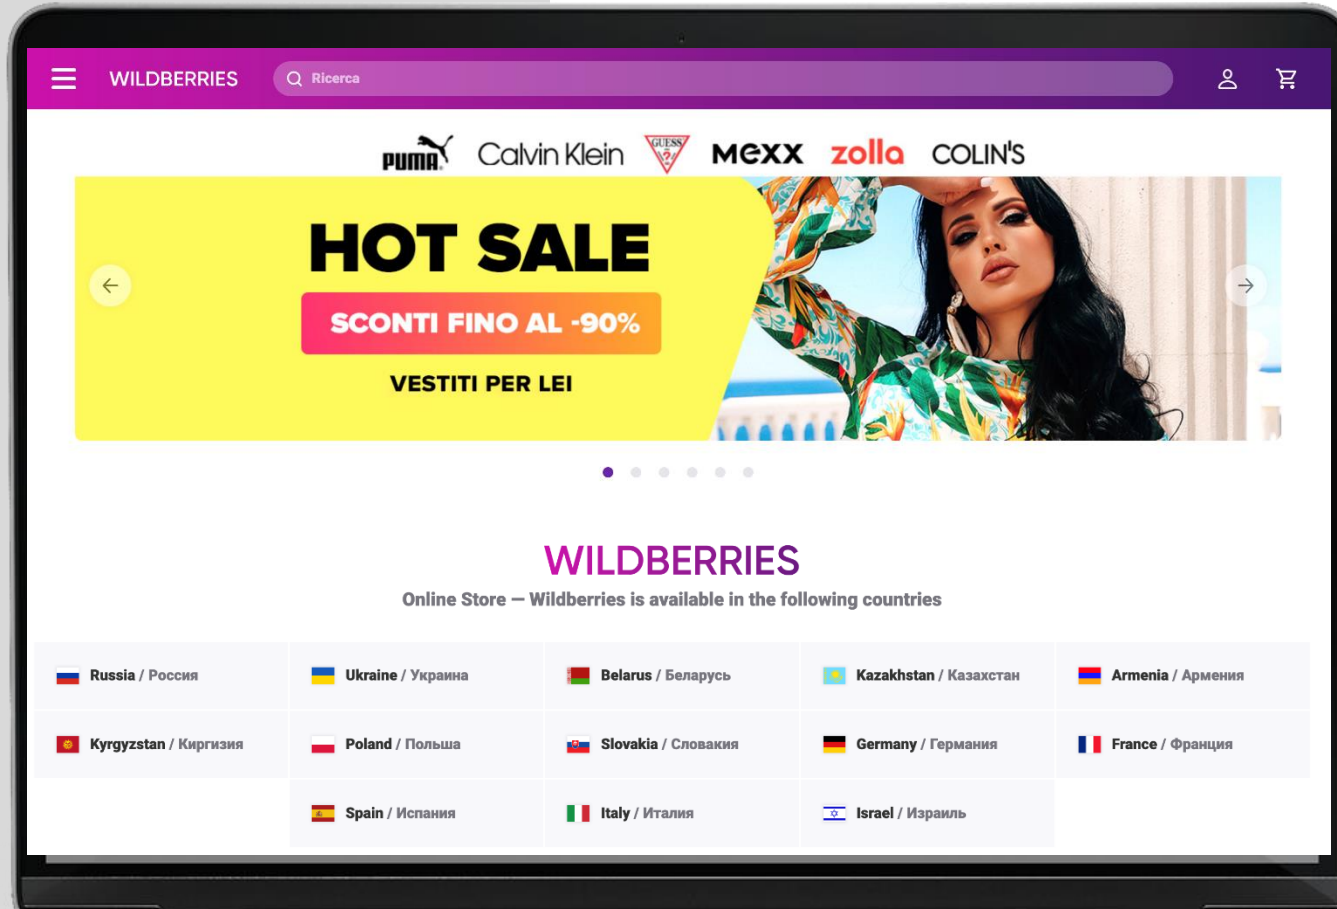 WILDBERRIES Ricerca
PUMA Calvin Klein GUESS ? mexx zolla COLIN'S
HOT SALE
SCONTI FINO AL -90%
VESTITI PER LEI
WILDBERRIES
Online Store — Wildberries is available in the following countries
Russia / Россия Ukraine / Украина Belarus / Беларусь Kazakhstan / Казахстан Armenia / Армения
Kyrgyzstan / Киргизия Poland / Польша Slovakia / Словакия Germany / Германия France / Франция
Spain / Испания Italy / Италия Israel / Израиль